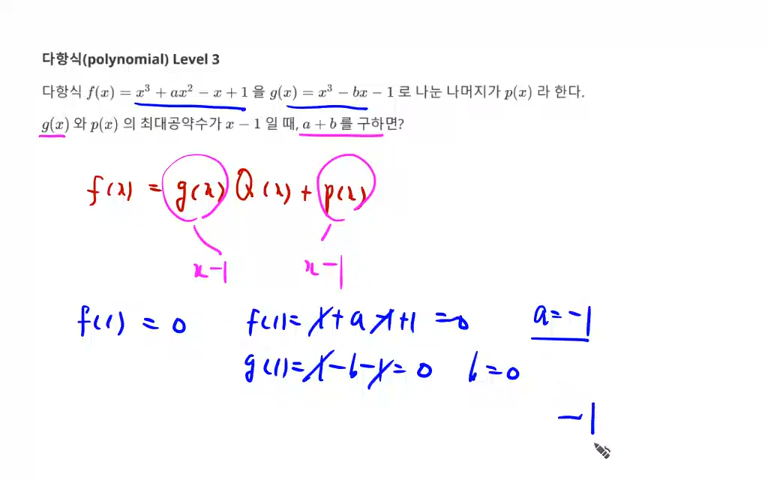 다항식(polynomial) Level 3
다항식 f(x) = x³ + ax² − x + 1 을 g(x) = x³ − bx − 1 로 나눈 나머지가 p(x) 라 한다.
g(x) 와 p(x) 의 최대공약수가 x − 1 일 때, a + b 를 구하면?
f(x) = g(x) Q(x) + p(x)
x−1 x−1
f(1) = 0 f(1) = 1+a−1+1 = 0 a = −1
g(1) = 1−b−1 = 0 b = 0
−1